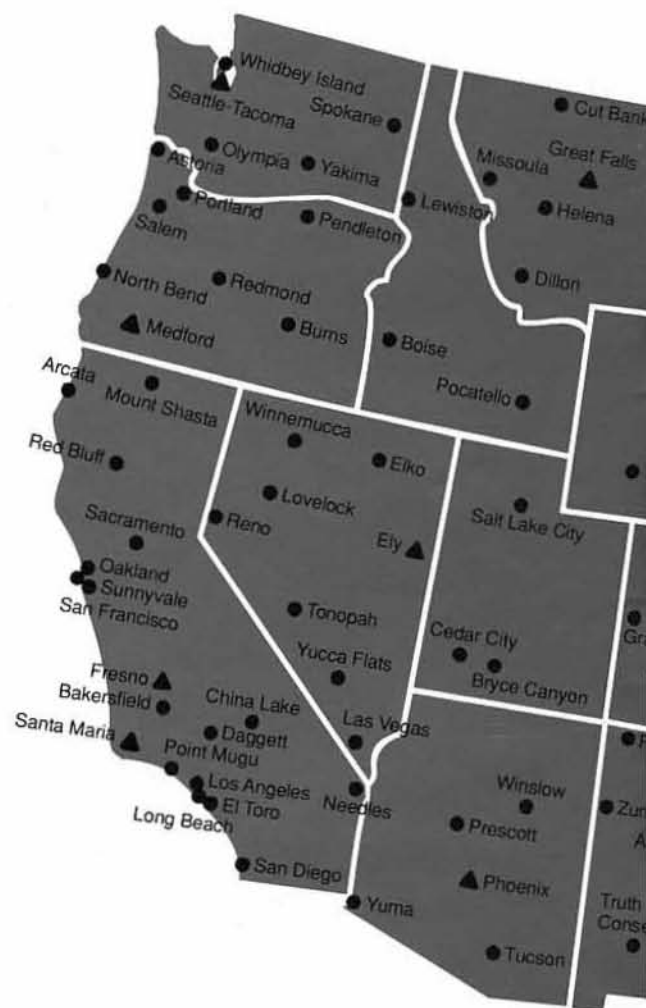 Whidbey Island
Seattle-Tacoma
Spokane
Cut Bank
Astoria
Olympia
Yakima
Missoula
Great Falls
Portland
Salem
Pendleton
Lewiston
Helena
North Bend
Redmond
Dillon
Medford
Burns
Boise
Arcata
Mount Shasta
Pocatello
Winnemucca
Red Bluff
Elko
Lovelock
Sacramento
Reno
Salt Lake City
Ely
Oakland
Sunnyvale
San Francisco
Tonopah
Cedar City
Gra
Fresno
Yucca Flats
Bryce Canyon
Bakersfield
China Lake
Santa Maria
Daggett
Las Vegas
Point Mugu
Los Angeles
Needles
Winslow
Long Beach
El Toro
Prescott
Zun
A
San Diego
Phoenix
Yuma
Truth
Conse
Tucson